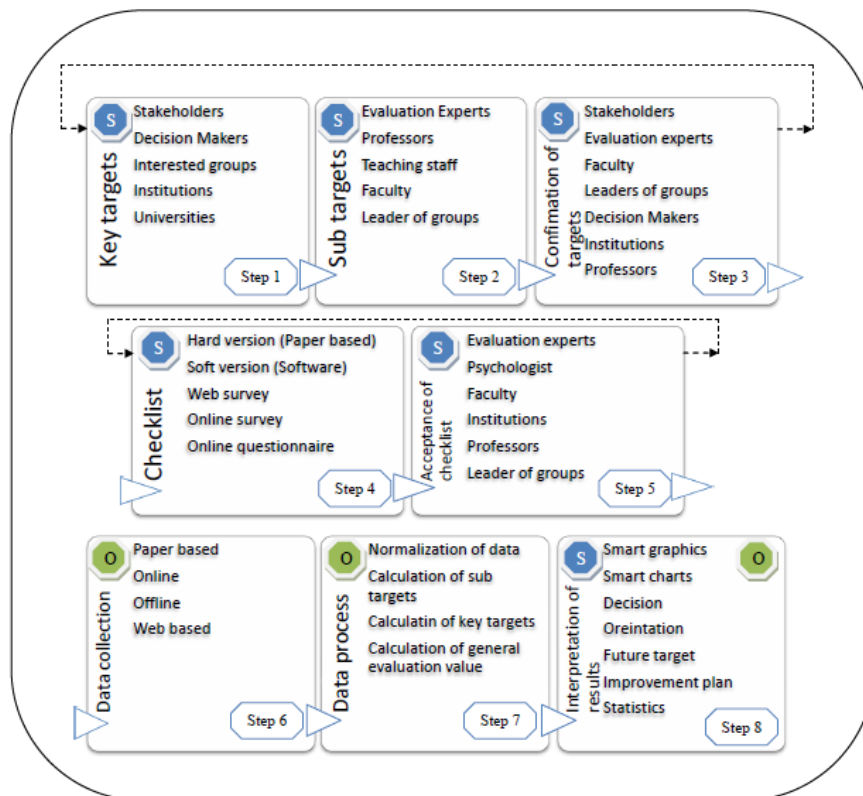 S
Key targets
Stakeholders
Decision Makers
Interested groups
Institutions
Universities
Step 1
S
Sub targets
Evaluation Experts
Professors
Teaching staff
Faculty
Leader of groups
Step 2
S
Confimation of
targets
Stakeholders
Evaluation experts
Faculty
Leaders of groups
Decision Makers
Institutions
Professors
Step 3
S
Checklist
Hard version (Paper based)
Soft version (Software)
Web survey
Online survey
Online questionnaire
Step 4
S
Acceptance of
checklist
Evaluation experts
Psychologist
Faculty
Institutions
Professors
Leader of groups
Step 5
O
Data collection
Paper based
Online
Offline
Web based
Step 6
O
Data process
Normalization of data
Calculation of sub
targets
Calculatin of key targets
Calculation of general
evaluation value
Step 7
S
Interpretation of
results
Smart graphics
Smart charts
Decision
Oreintation
Future target
Improvement plan
Statistics
O
Step 8